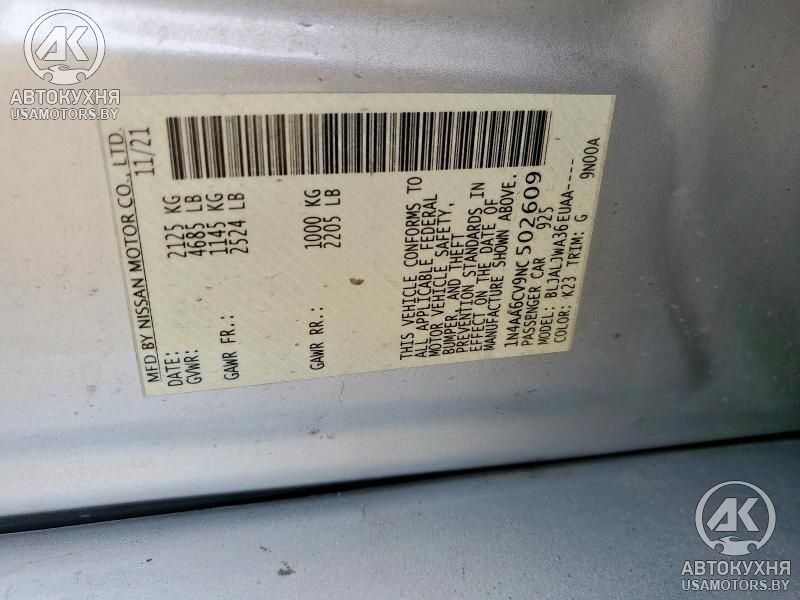 АВТОКУХНЯ
USAMOTORS.BY
MFD BY NISSAN MOTOR CO., LTD.
DATE: 11/21
GVWR: 2125 KG
4685 LB
GAWR FR.: 1145 KG
2524 LB
GAWR RR.: 1000 KG
2205 LB
THIS VEHICLE CONFORMS TO
ALL APPLICABLE FEDERAL
MOTOR VEHICLE SAFETY,
BUMPER, AND THEFT
PREVENTION STANDARDS IN
EFFECT ON THE DATE OF
MANUFACTURE SHOWN ABOVE.
1N4AA6CV9NC502609
PASSENGER CAR 925
MODEL: BLJALJWA36EUAA----
COLOR: K23 TRIM: G 9N00A
АК
АВТОКУХНЯ
USAMOTORS.BY
АК